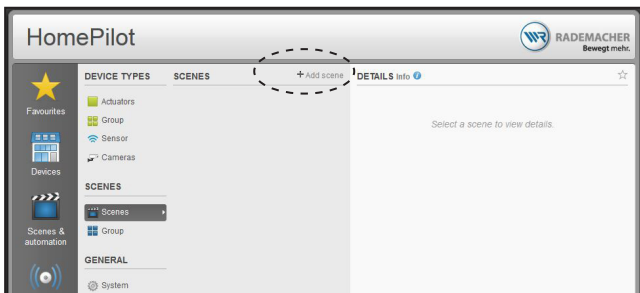 HomePilot
WR RADEMACHER
Bewegt mehr.
Favourites
Devices
Scenes &
automation
DEVICE TYPES
Actuators
Group
Sensor
Cameras
SCENES
Scenes
Group
GENERAL
System
SCENES
+ Add scene
DETAILS Info i
Select a scene to view details.